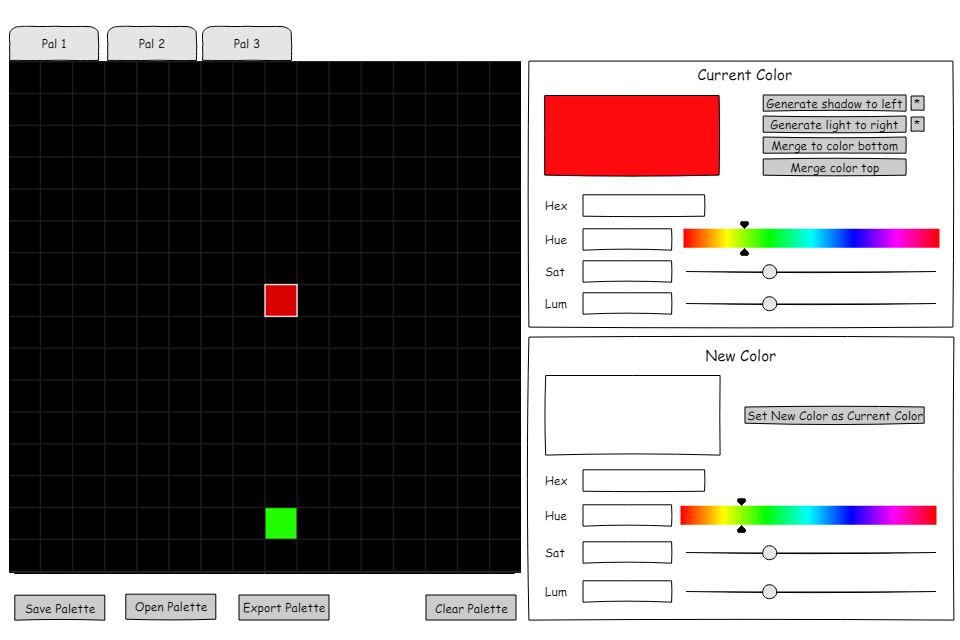 Pal 1
Pal 2
Pal 3
Current Color
Generate shadow to left *
Generate light to right *
Merge to color bottom
Merge color top
Hex
Hue
Sat
Lum
New Color
Set New Color as Current Color
Hex
Hue
Sat
Lum
Save Palette
Open Palette
Export Palette
Clear Palette